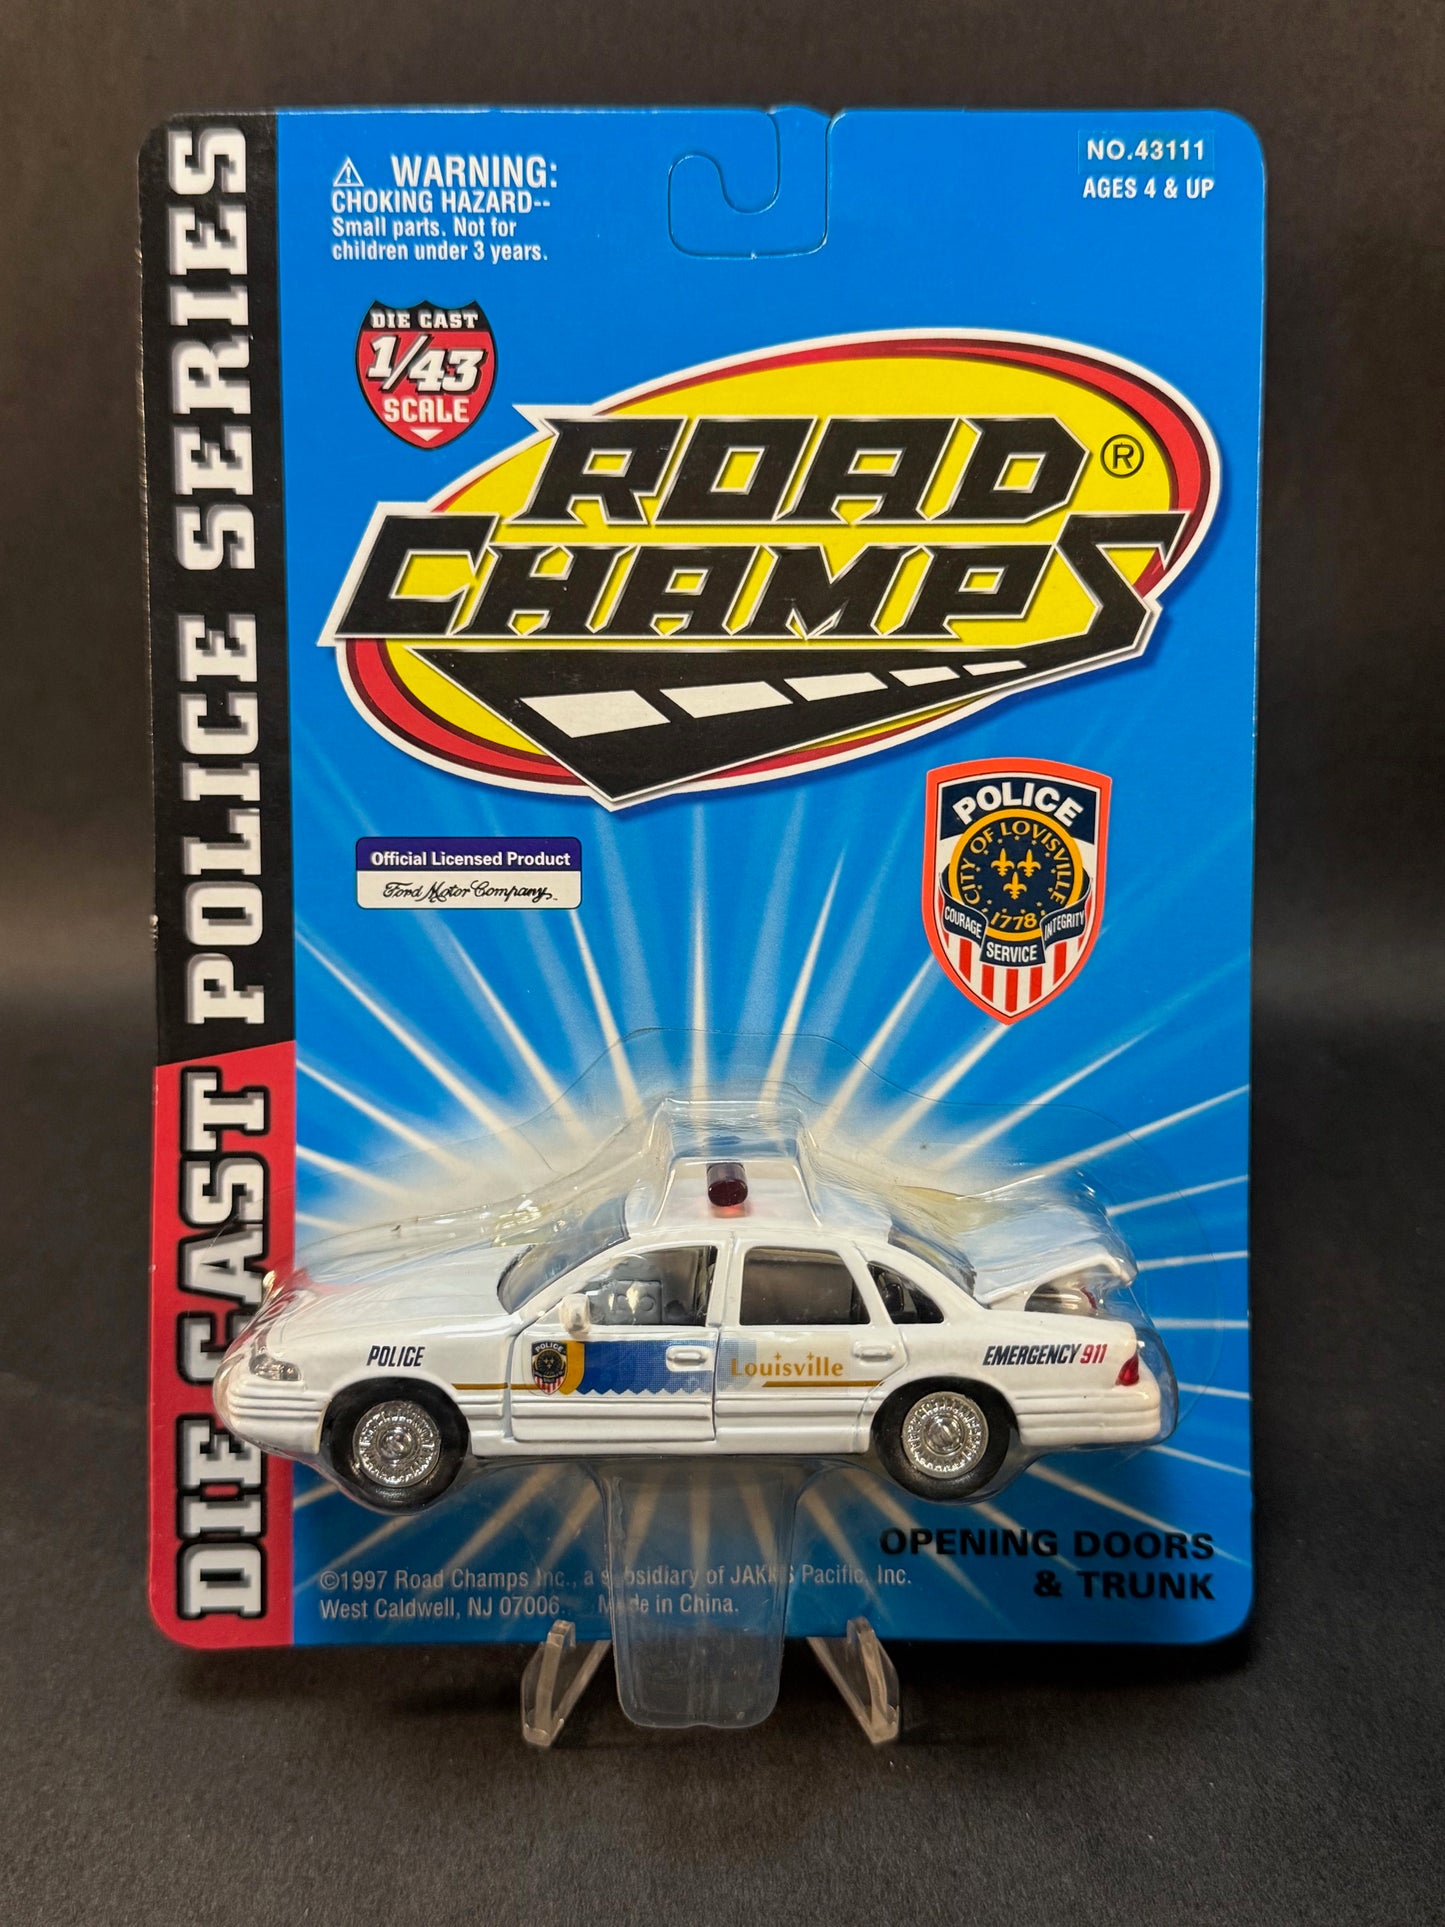 DIE CAST POLICE SERIES
WARNING:
CHOKING HAZARD--
Small parts. Not for
children under 3 years.
NO.43111
AGES 4 & UP
DIE CAST
1/43
SCALE
ROAD
CHAMPS®
Official Licensed Product
Ford Motor Company™
POLICE
CITY OF LOVISVILLE
1778
COURAGE
SERVICE
INTEGRITY
POLICE
POLICE
Louisville
EMERGENCY 911
OPENING DOORS
& TRUNK
©1997 Road Champs Inc., a subsidiary of JAKKS Pacific, Inc.
West Caldwell, NJ 07006. Made in China.